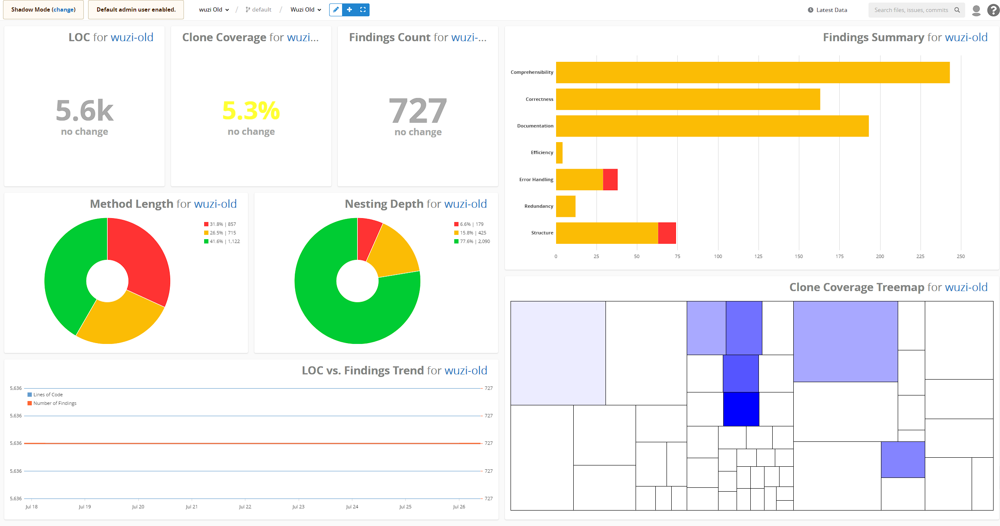 Shadow Mode (change)
Default admin user enabled.
wuzi Old / default / Wuzi Old
Latest Data
Search files, issues, commits
?
LOC for wuzi-old
5.6k
no change
Clone Coverage for wuzi...
5.3%
no change
Findings Count for wuzi-...
727
no change
Findings Summary for wuzi-old
Comprehensibility
Correctness
Documentation
Efficiency
Error Handling
Redundancy
Structure
0 25 50 75 100 125 150 175 200 225 250
Method Length for wuzi-old
31.8% | 857
26.5% | 715
41.6% | 1,122
Nesting Depth for wuzi-old
6.6% | 179
15.8% | 425
77.6% | 2,090
LOC vs. Findings Trend for wuzi-old
5,636 727
Lines of Code
Number of Findings
5,636 727
5,636 727
5,636 727
5,636 727
Jul 18 Jul 19 Jul 20 Jul 21 Jul 22 Jul 23 Jul 24 Jul 25 Jul 26
Clone Coverage Treemap for wuzi-old